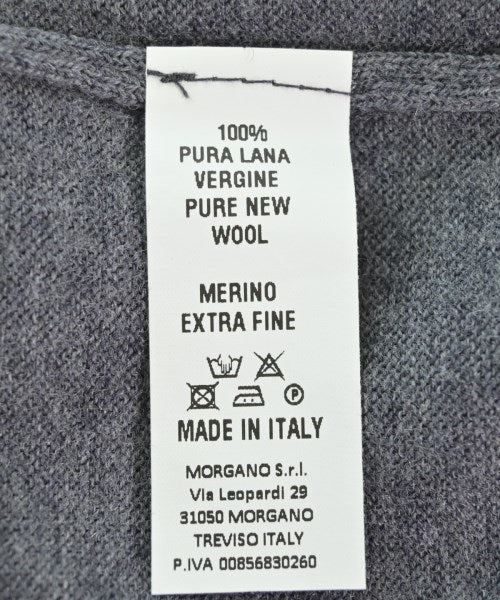 100%
PURA LANA
VERGINE
PURE NEW
WOOL
MERINO
EXTRA FINE
P
MADE IN ITALY
MORGANO S.r.l.
Via Leopardi 29
31050 MORGANO
TREVISO ITALY
P.IVA 00856830260